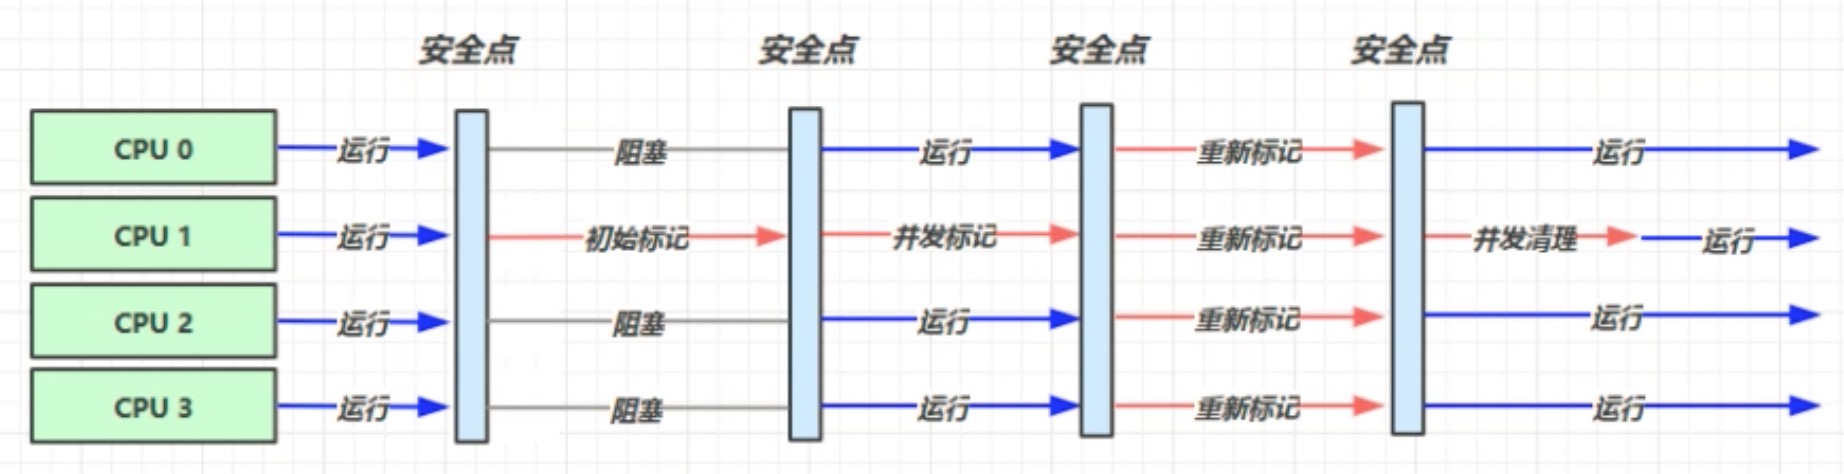 安全点 安全点 安全点 安全点
CPU 0 运行 阻塞 运行 重新标记 运行
CPU 1 运行 初始标记 并发标记 重新标记 并发清理 运行
CPU 2 运行 阻塞 运行 重新标记 运行
CPU 3 运行 阻塞 运行 重新标记 运行